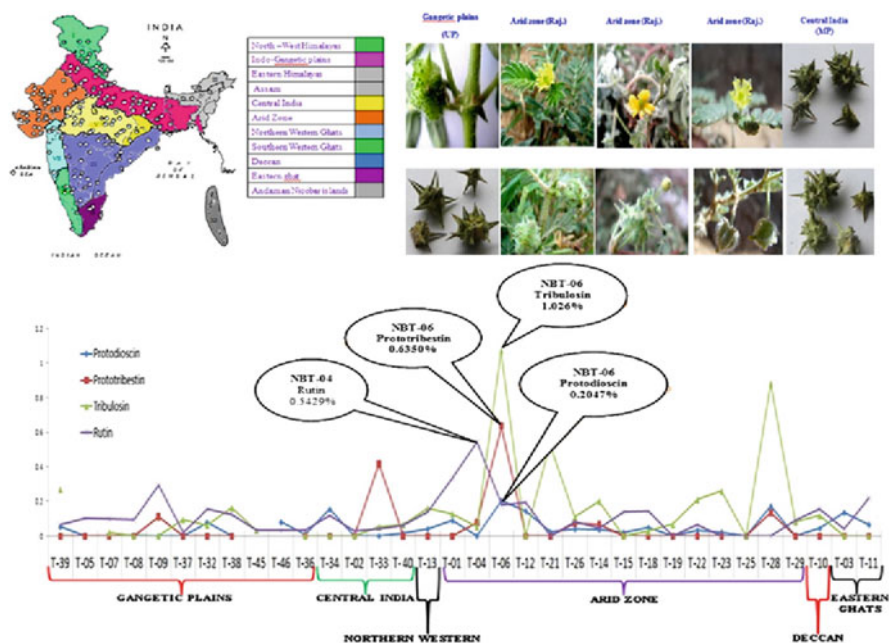 INDIA
N
North -West Himalayas
Indo-Gangetic plains
Eastern Himalayas
Assam
Central India
Arid Zone
Northern Western Ghats
Southern Western Ghats
Deccan
Eastern ghat
Andaman Nicobar islands
BAY
OF
BENGAL
INDIAN OCEAN
Gangetic plains
(UP)
Arid zone (Raj.)
Arid zone (Raj.)
Arid zone (Raj.)
Central India
(MP)
NBT-06
Tribulosin
1.026%
NBT-06
Prototribestin
0.6350%
NBT-04
Rutin
0.5429%
NBT-06
Protodioscin
0.2047%
Protodioscin
Prototribestin
Tribulosin
Rutin
1.2
1
0.8
0.6
0.4
0.2
0
T-39 T-05 T-07 T-08 T-09 T-37 T-32 T-38 T-45 T-46 T-36 T-34 T-02 T-33 T-40 T-13 T-01 T-04 T-06 T-12 T-21 T-26 T-14 T-15 T-18 T-19 T-22 T-23 T-25 T-28 T-29 T-10 T-03 T-11
GANGETIC PLAINS
CENTRAL INDIA
NORTHERN WESTERN
ARID ZONE
DECCAN
EASTERN
GHATS